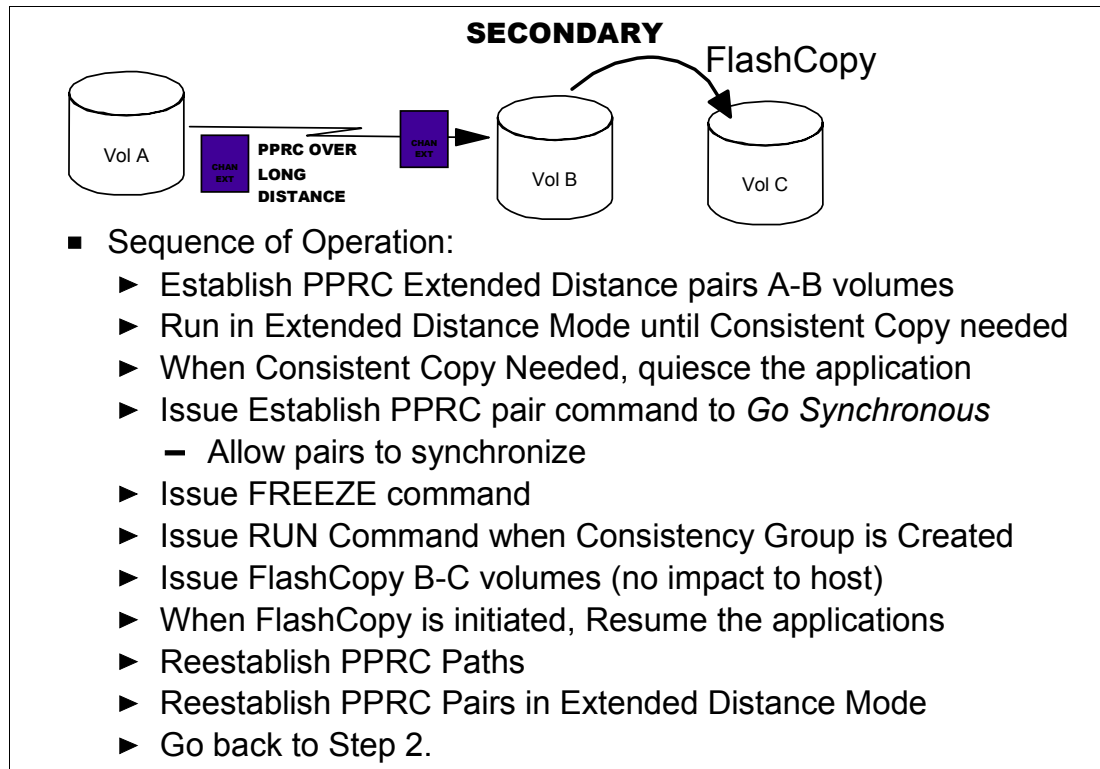 SECONDARY
FlashCopy
Vol A
CHAN
EXT
PPRC OVER
LONG
DISTANCE
CHAN
EXT
Vol B
Vol C
■ Sequence of Operation:
► Establish PPRC Extended Distance pairs A-B volumes
► Run in Extended Distance Mode until Consistent Copy needed
► When Consistent Copy Needed, quiesce the application
► Issue Establish PPRC pair command to Go Synchronous
– Allow pairs to synchronize
► Issue FREEZE command
► Issue RUN Command when Consistency Group is Created
► Issue FlashCopy B-C volumes (no impact to host)
► When FlashCopy is initiated, Resume the applications
► Reestablish PPRC Paths
► Reestablish PPRC Pairs in Extended Distance Mode
► Go back to Step 2.